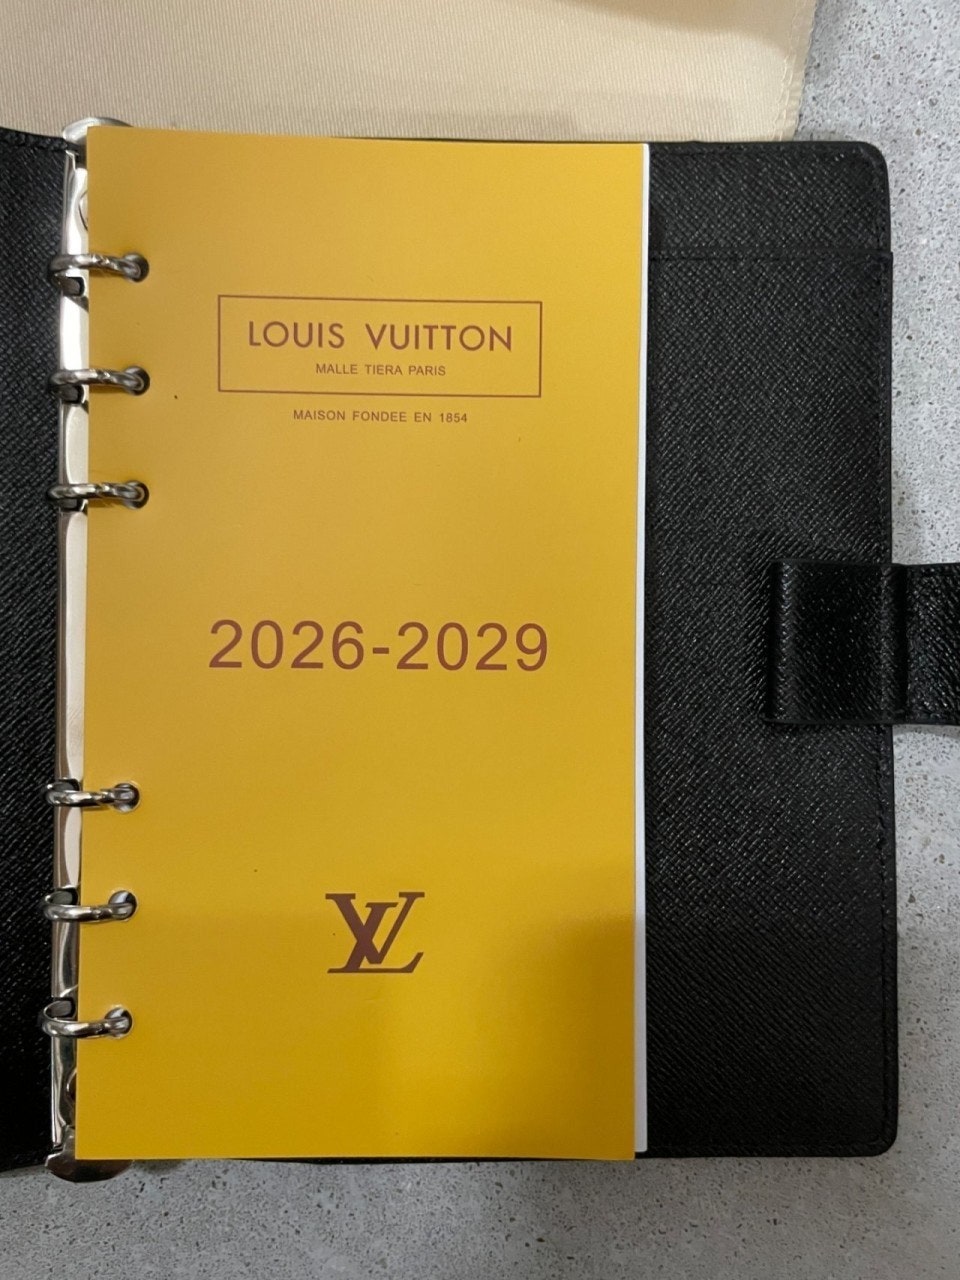 LOUIS VUITTON
MALLE TIERA PARIS
MAISON FONDEE EN 1854
2026-2029
LV